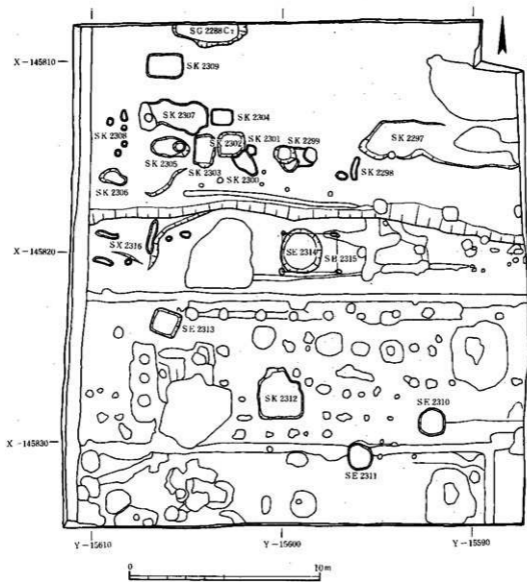 SG 2288C₂
X -145810
SK 2309
SK 2307
SK 2304
SK 2308
SK 2302
SK 2301
SK 2299
SK 2297
SK 2305
SK 2303
SK 2300
SK 2298
SK 2306
SX 2316
X -145820
SE 2314
SB 2315
SE 2313
SK 2312
SE 2310
X -145830
SE 2311
Y -15610
Y -15600
Y -15590
0
10m